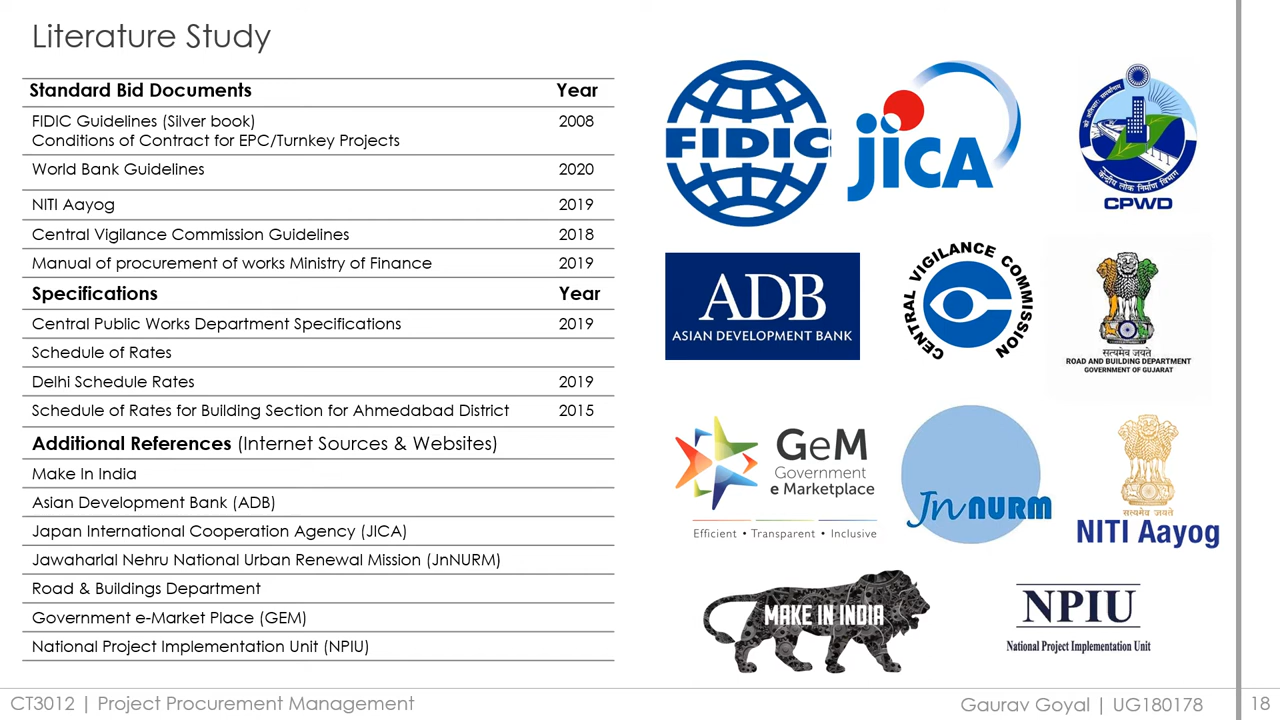 Literature Study
Standard Bid Documents Year
FIDIC Guidelines (Silver book) 2008
Conditions of Contract for EPC/Turnkey Projects
World Bank Guidelines 2020
NITI Aayog 2019
Central Vigilance Commission Guidelines 2018
Manual of procurement of works Ministry of Finance 2019
Specifications Year
Central Public Works Department Specifications 2019
Schedule of Rates
Delhi Schedule Rates 2019
Schedule of Rates for Building Section for Ahmedabad District 2015
Additional References (Internet Sources & Websites)
Make In India
Asian Development Bank (ADB)
Japan International Cooperation Agency (JICA)
Jawaharlal Nehru National Urban Renewal Mission (JnNURM)
Road & Buildings Department
Government e-Market Place (GEM)
National Project Implementation Unit (NPIU)
FIDIC
jICA
केन्द्रीय लोक निर्माण विभाग
CPWD
ADB
ASIAN DEVELOPMENT BANK
CENTRAL VIGILANCE COMMISSION
सत्यमेव जयते
ROAD AND BUILDING DEPARTMENT
GOVERNMENT OF GUJARAT
GeM
Government
e Marketplace
Efficient • Transparent • Inclusive
JnNURM
सत्यमेव जयते
NITI Aayog
MAKE IN INDIA
NPIU
National Project Implementation Unit
CT3012 | Project Procurement Management
Gaurav Goyal | UG180178
18